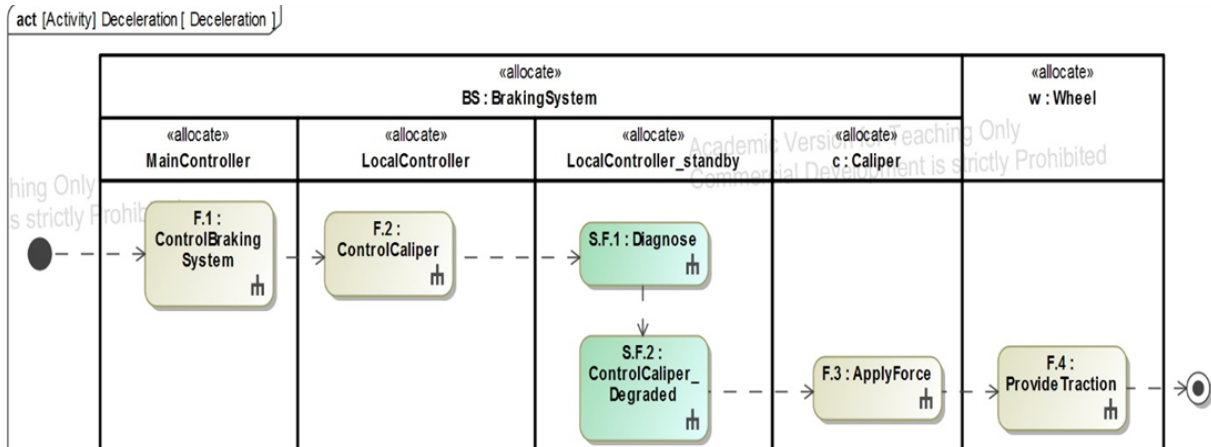 act [Activity] Deceleration [ Deceleration ]
«allocate»
BS : BrakingSystem
«allocate»
w : Wheel
«allocate»
MainController
«allocate»
LocalController
«allocate»
LocalController_standby
«allocate»
c : Caliper
Academic Version for Teaching Only
Commercial Development is strictly Prohibited
hing Only
s strictly Prohib
F.1 :
ControlBraking
System
F.2 :
ControlCaliper
S.F.1 : Diagnose
S.F.2 :
ControlCaliper_
Degraded
F.3 : ApplyForce
F.4 :
ProvideTraction